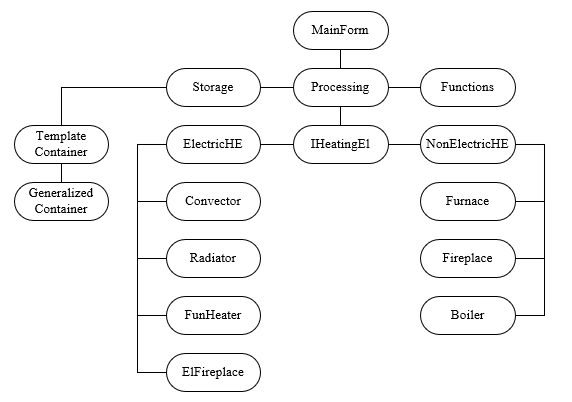 MainForm
Storage
Processing
Functions
Template
Container
ElectricHE
IHeatingEl
NonElectricHE
Generalized
Container
Convector
Furnace
Radiator
Fireplace
FunHeater
Boiler
ElFireplace